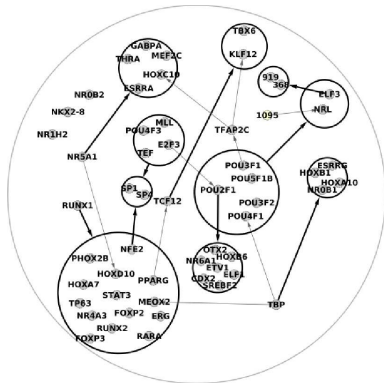 TBX6
GABPA
THRA
MEF2C
KLF12
HOXC10
919
368
ESRRA
ELF3
NR0B2
NRL
NKX2-8
MLL
1095
POU4F3
TFAP2C
NR1H2
E2F3
TEF
NR5A1
POU3F1
ESRRG
HOXB1
POU5F1B
SP1
HOXA10
POU2F1
NR0B1
SP4
TCF12
RUNX1
POU3F2
POU4F1
NFE2
OTX2
PHOX2B
NR6A1
HOXB6
ETV1
HOXD10
ELF1
CDX2
HOXA7
PPARG
SREBF2
STAT3
TP63
MEOX2
TBP
NR4A3
FOXP2
ERG
RUNX2
FOXP3
RARA